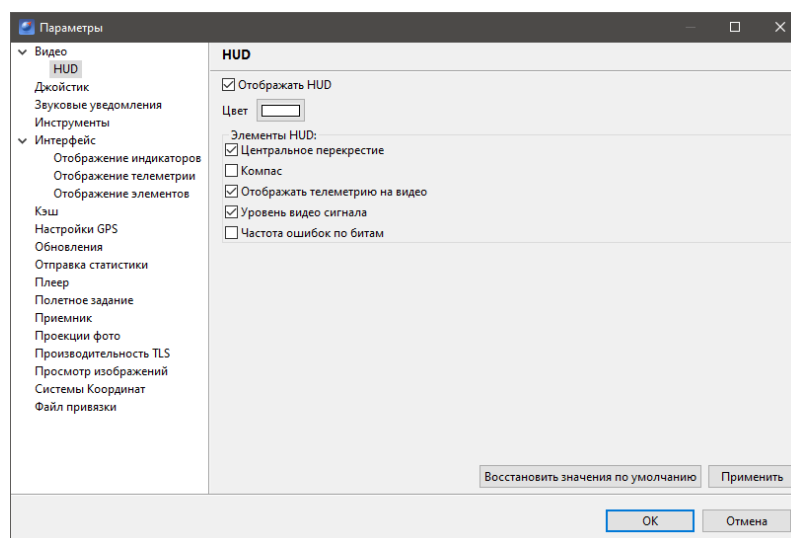 Параметры
Видео
HUD
Джойстик
Звуковые уведомления
Инструменты
Интерфейс
Отображение индикаторов
Отображение телеметрии
Отображение элементов
Кэш
Настройки GPS
Обновления
Отправка статистики
Плеер
Полетное задание
Приемник
Проекции фото
Производительность TLS
Просмотр изображений
Системы Координат
Файл привязки
HUD
Отображать HUD
Цвет
Элементы HUD:
Центральное перекрестие
Компас
Отображать телеметрию на видео
Уровень видео сигнала
Частота ошибок по битам
Восстановить значения по умолчанию
Применить
OK
Отмена